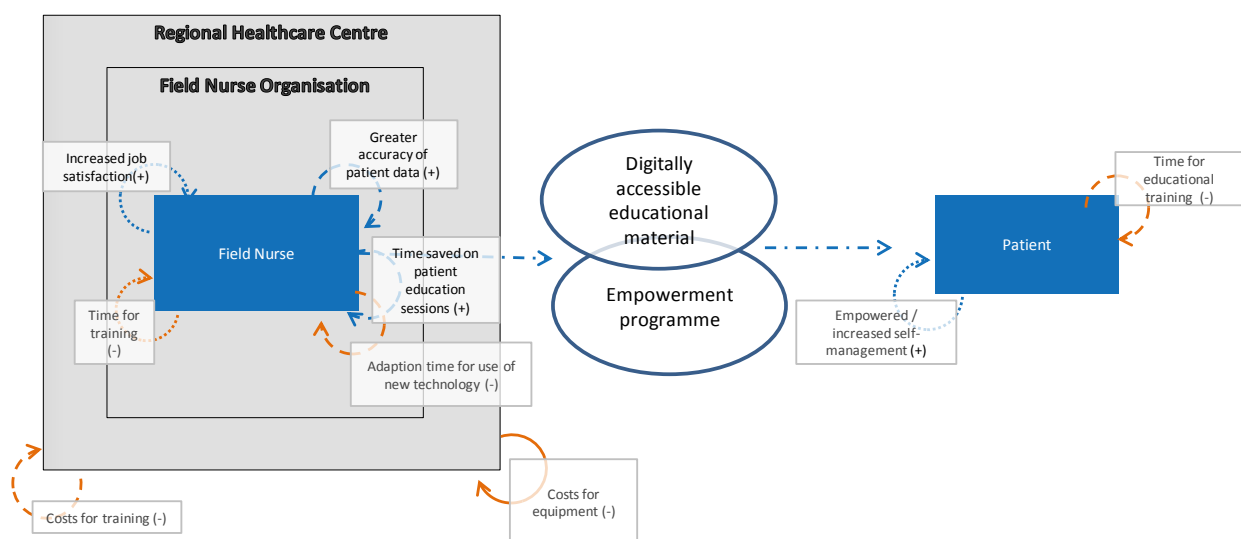 Regional Healthcare Centre
Field Nurse Organisation
Increased job
satisfaction(+)
Greater
accuracy of
patient data (+)
Field Nurse
Time saved on
patient
education
sessions (+)
Time for
training
(-)
Adaption time for use of
new technology (-)
Costs for training (-)
Costs for
equipment (-)
Digitally
accessible
educational
material
Empowerment
programme
Time for
educational
training (-)
Patient
Empowered /
increased self-
management (+)